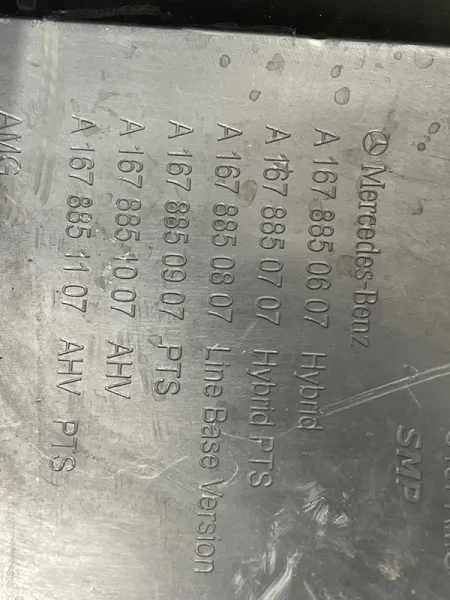 Mercedes-Benz
A 167 885 06 07 Hybrid
A 167 885 07 07 Hybrid PTS
A 167 885 08 07 Line Base Version
A 167 885 09 07 PTS
A 167 885 10 07 AHV
A 167 885 11 07 AHV PTS
AMG
SMP